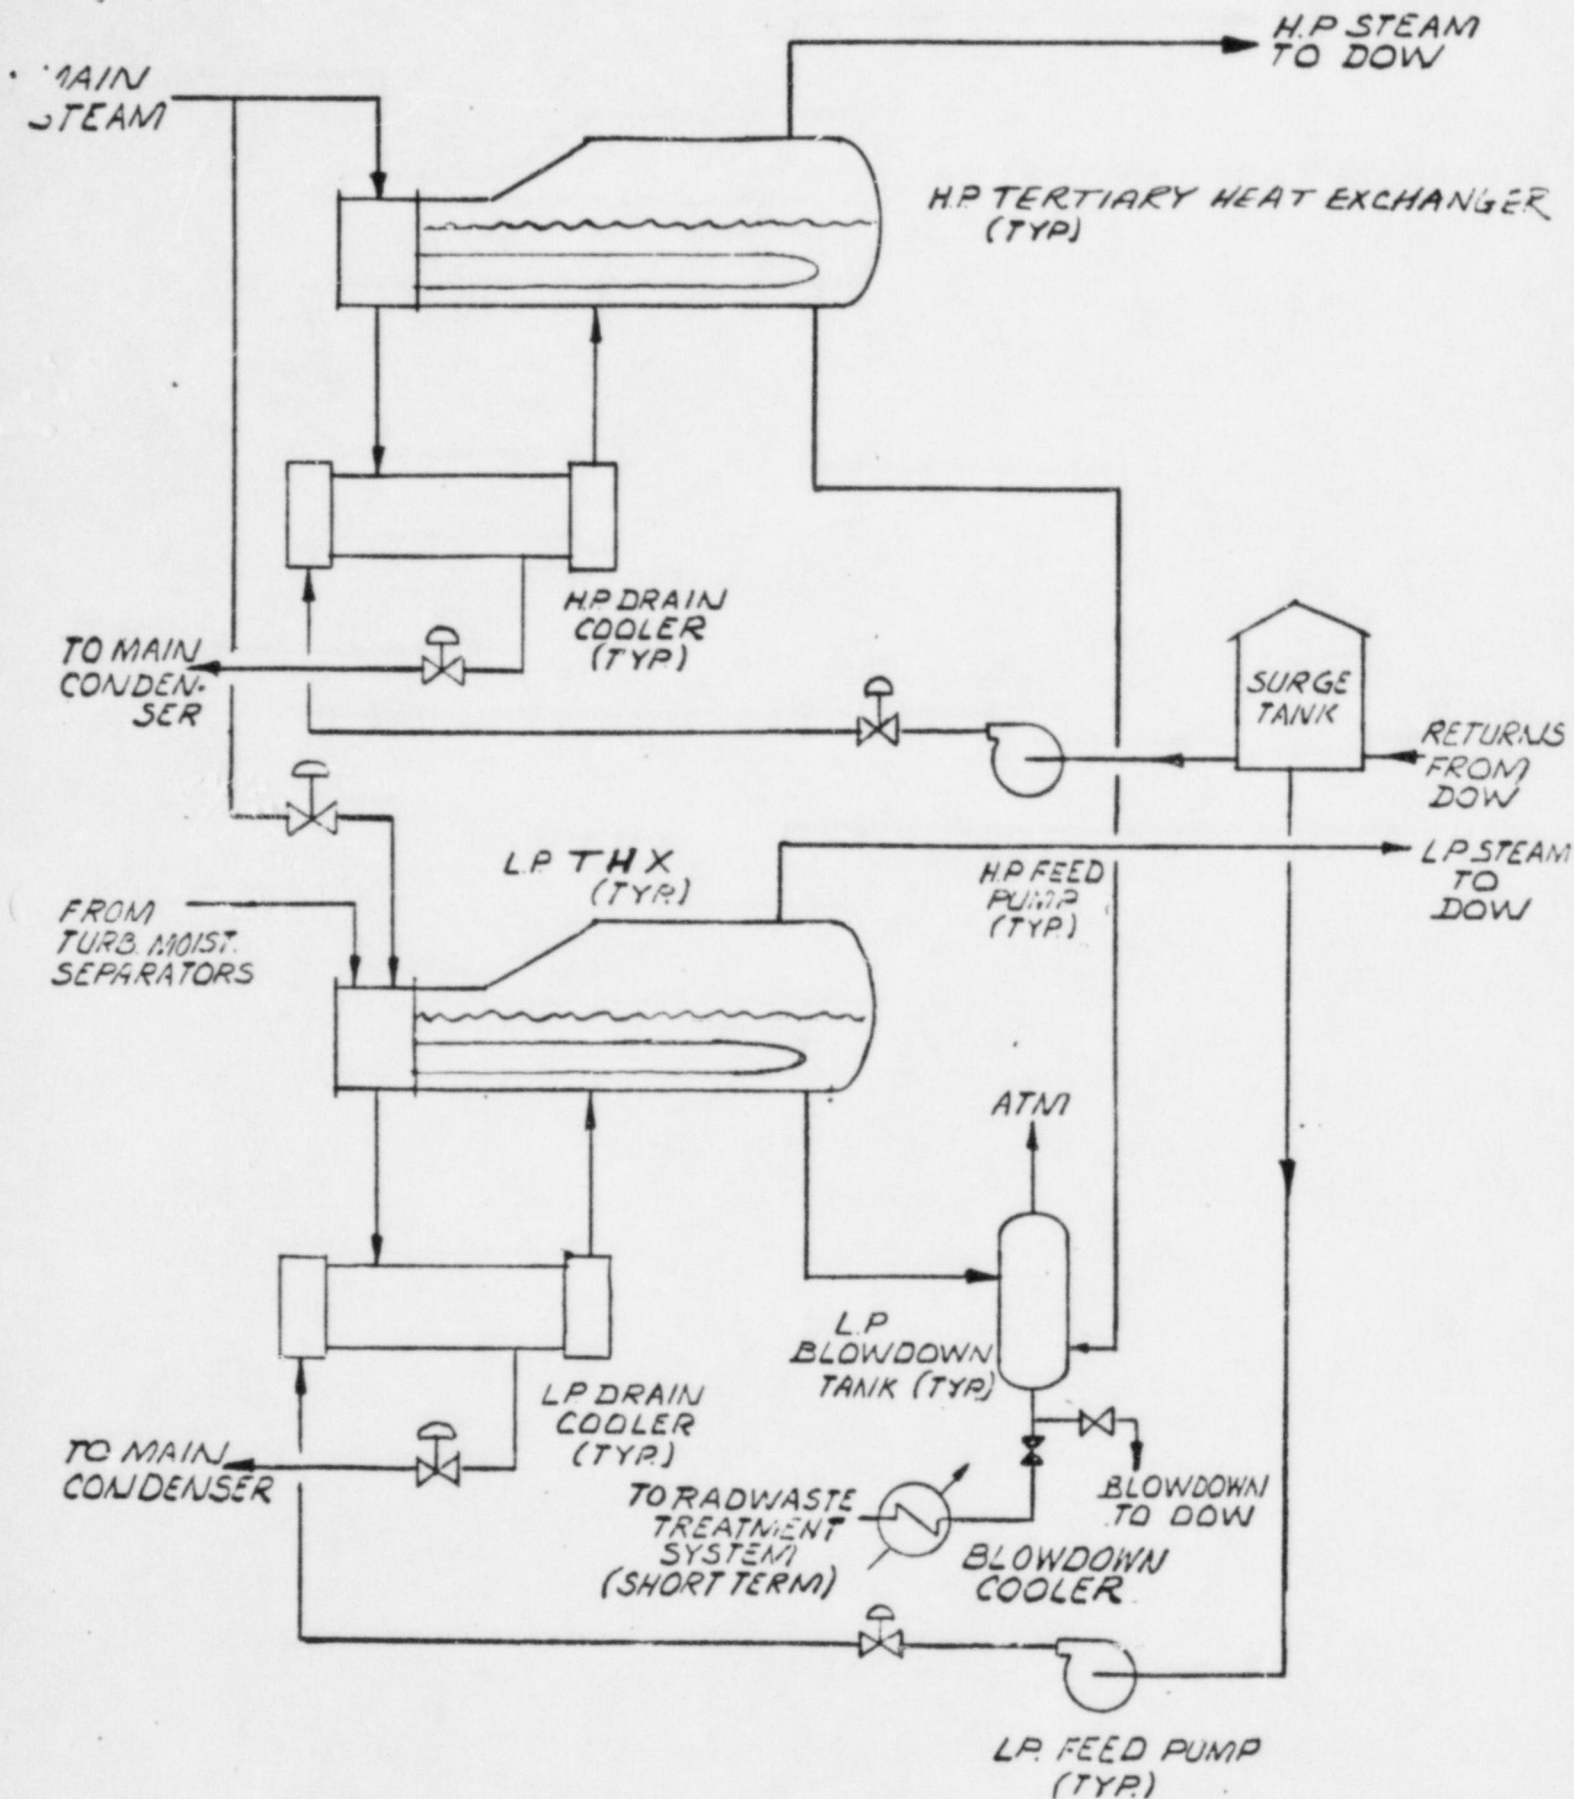 H.P STEAM
TO DOW
MAIN
STEAM
H.P TERTIARY HEAT EXCHANGER
(TYP)
H.P DRAIN
COOLER
(TYP.)
TO MAIN
CONDEN-
SER
SURGE
TANK
RETURNS
FROM
DOW
L.P. THX
(TYP.)
H.P FEED
PUMP
(TYP.)
L.P STEAM
TO
DOW
FROM
TURB. MOIST.
SEPARATORS
ATM
L.P
BLOWDOWN
TANK (TYP.)
L.P. DRAIN
COOLER
(TYP.)
TO MAIN
CONDENSER
TO RADWASTE
TREATMENT
SYSTEM
(SHORT TERM)
BLOWDOWN
TO DOW
BLOWDOWN
COOLER
L.P. FEED PUMP
(TYP.)